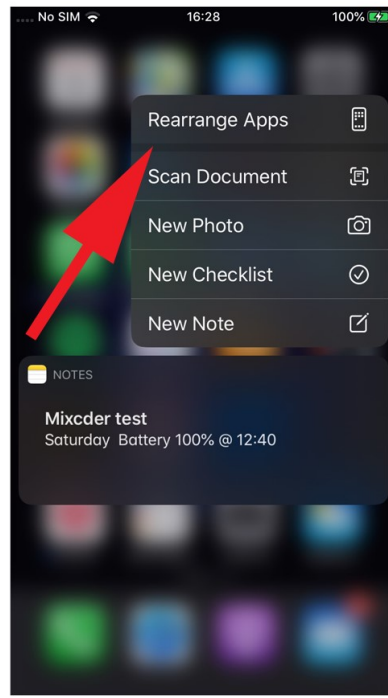 No SIM 16:28 100%
Rearrange Apps
Scan Document
New Photo
New Checklist
New Note
NOTES
Mixcder test
Saturday Battery 100% @ 12:40